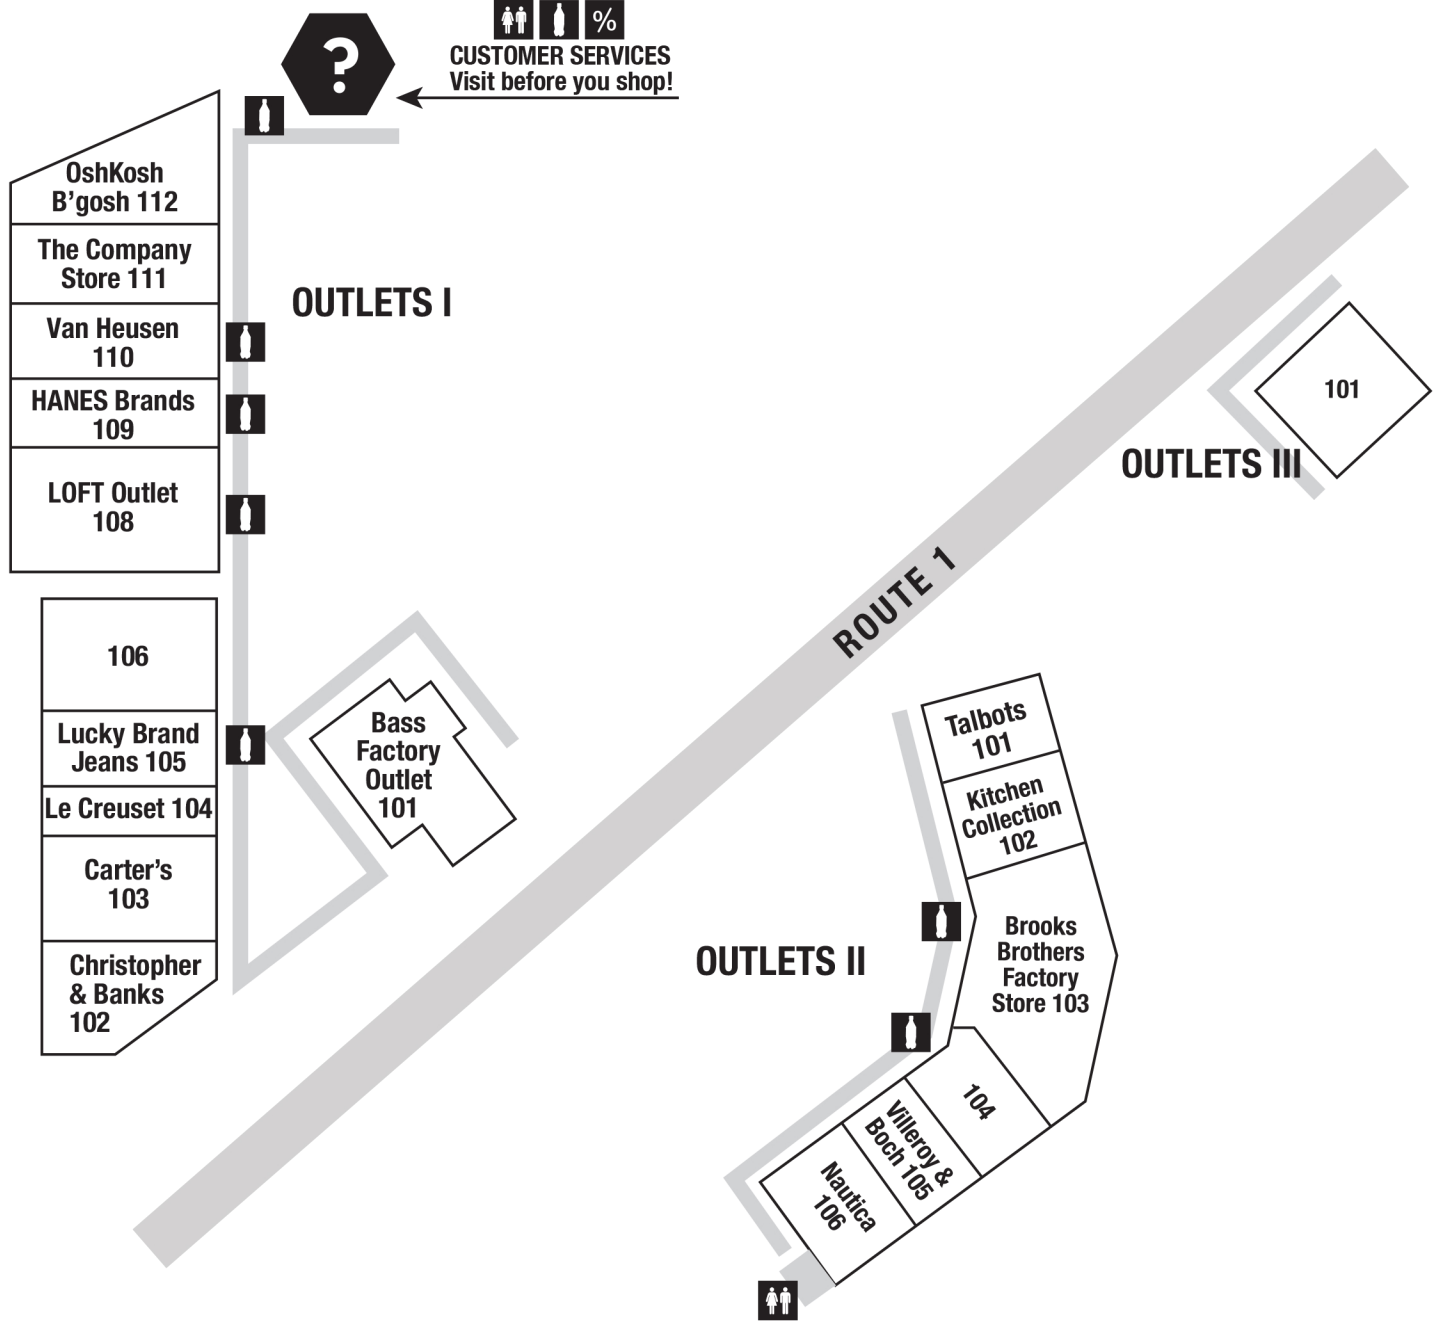 ?
%
CUSTOMER SERVICES
Visit before you shop!
OshKosh
B’gosh 112
The Company
Store 111
Van Heusen
110
HANES Brands
109
LOFT Outlet
108
OUTLETS I
106
Lucky Brand
Jeans 105
Le Creuset 104
Carter’s
103
Christopher
& Banks
102
Bass
Factory
Outlet
101
ROUTE 1
101
OUTLETS III
OUTLETS II
Talbots
101
Kitchen
Collection
102
Brooks
Brothers
Factory
Store 103
104
Villeroy &
Boch 105
Nautica
106